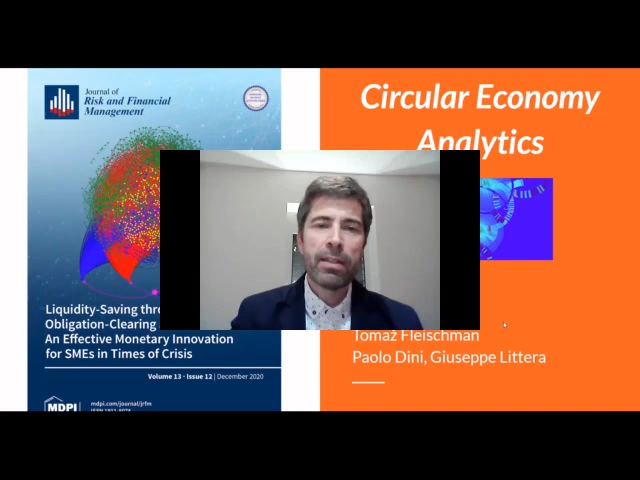 Journal of
Risk and Financial
Management
Liquidity-Saving thro
Obligation-Clearing
An Effective Monetary Innovation
for SMEs in Times of Crisis
Volume 13 · Issue 12 | December 2020
MDPI
mdpi.com/journal/jrfm
Circular Economy
Analytics
Tomaž Fleischman
Paolo Dini, Giuseppe Littera